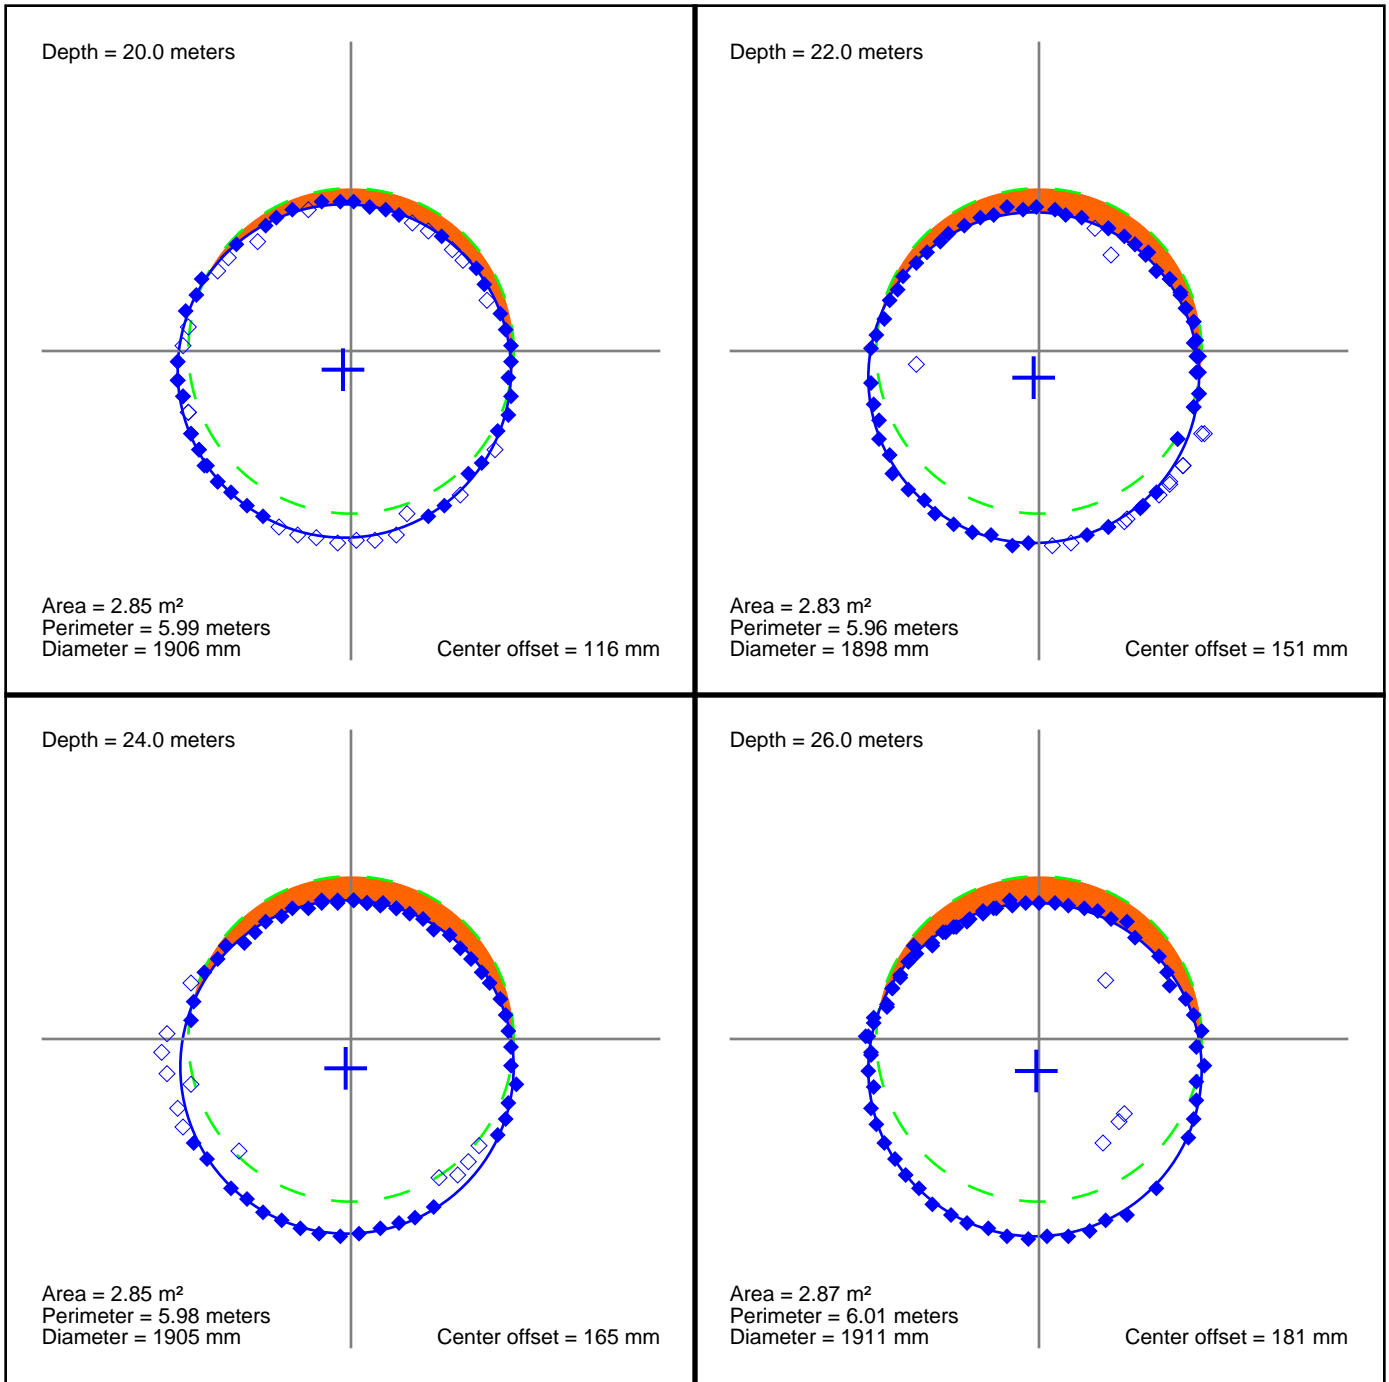 Depth = 20.0 meters
Area = 2.85 m²
Perimeter = 5.99 meters
Diameter = 1906 mm
Center offset = 116 mm
Depth = 22.0 meters
Area = 2.83 m²
Perimeter = 5.96 meters
Diameter = 1898 mm
Center offset = 151 mm
Depth = 24.0 meters
Area = 2.85 m²
Perimeter = 5.98 meters
Diameter = 1905 mm
Center offset = 165 mm
Depth = 26.0 meters
Area = 2.87 m²
Perimeter = 6.01 meters
Diameter = 1911 mm
Center offset = 181 mm